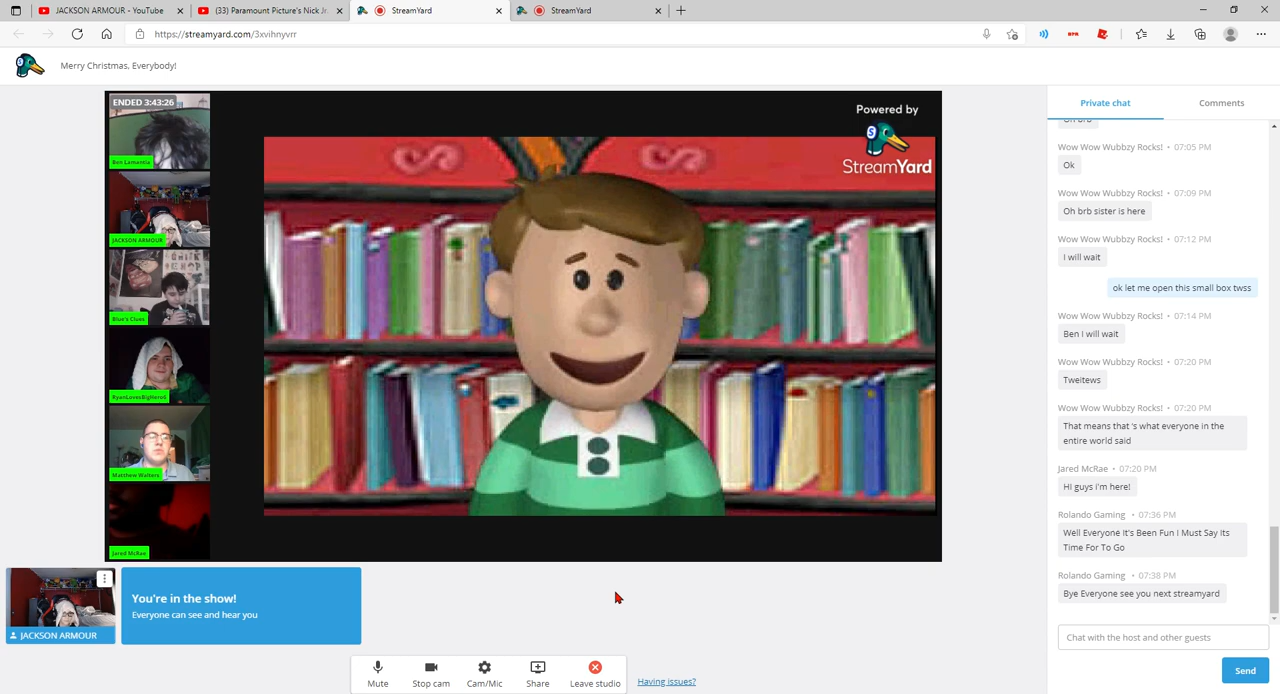 JACKSON ARMOUR - YouTube
(33) Paramount Picture's Nick Jr.
StreamYard
StreamYard
https://streamyard.com/3xvihnyvrr
Merry Christmas, Everybody!
ENDED 3:43:26
Ben Lamantia
JACKSON ARMOUR
Blue's Clues
RyanLovesBigHero6
Matthew Walters
Jared McRae
Powered by
StreamYard
JACKSON ARMOUR
You're in the show!
Everyone can see and hear you
Mute
Stop cam
Cam/Mic
Share
Leave studio
Having issues?
Private chat
Comments
Wow Wow Wubbzy Rocks! • 07:05 PM
Ok
Wow Wow Wubbzy Rocks! • 07:09 PM
Oh brb sister is here
Wow Wow Wubbzy Rocks! • 07:12 PM
I will wait
ok let me open this small box twss
Wow Wow Wubbzy Rocks! • 07:14 PM
Ben I will wait
Wow Wow Wubbzy Rocks! • 07:20 PM
Tweitews
Wow Wow Wubbzy Rocks! • 07:20 PM
That means that 's what everyone in the
entire world said
Jared McRae • 07:20 PM
Hi guys i'm here!
Rolando Gaming • 07:36 PM
Well Everyone It's Been Fun I Must Say its
Time For To Go
Rolando Gaming • 07:38 PM
Bye Everyone see you next streamyard
Chat with the host and other guests
Send